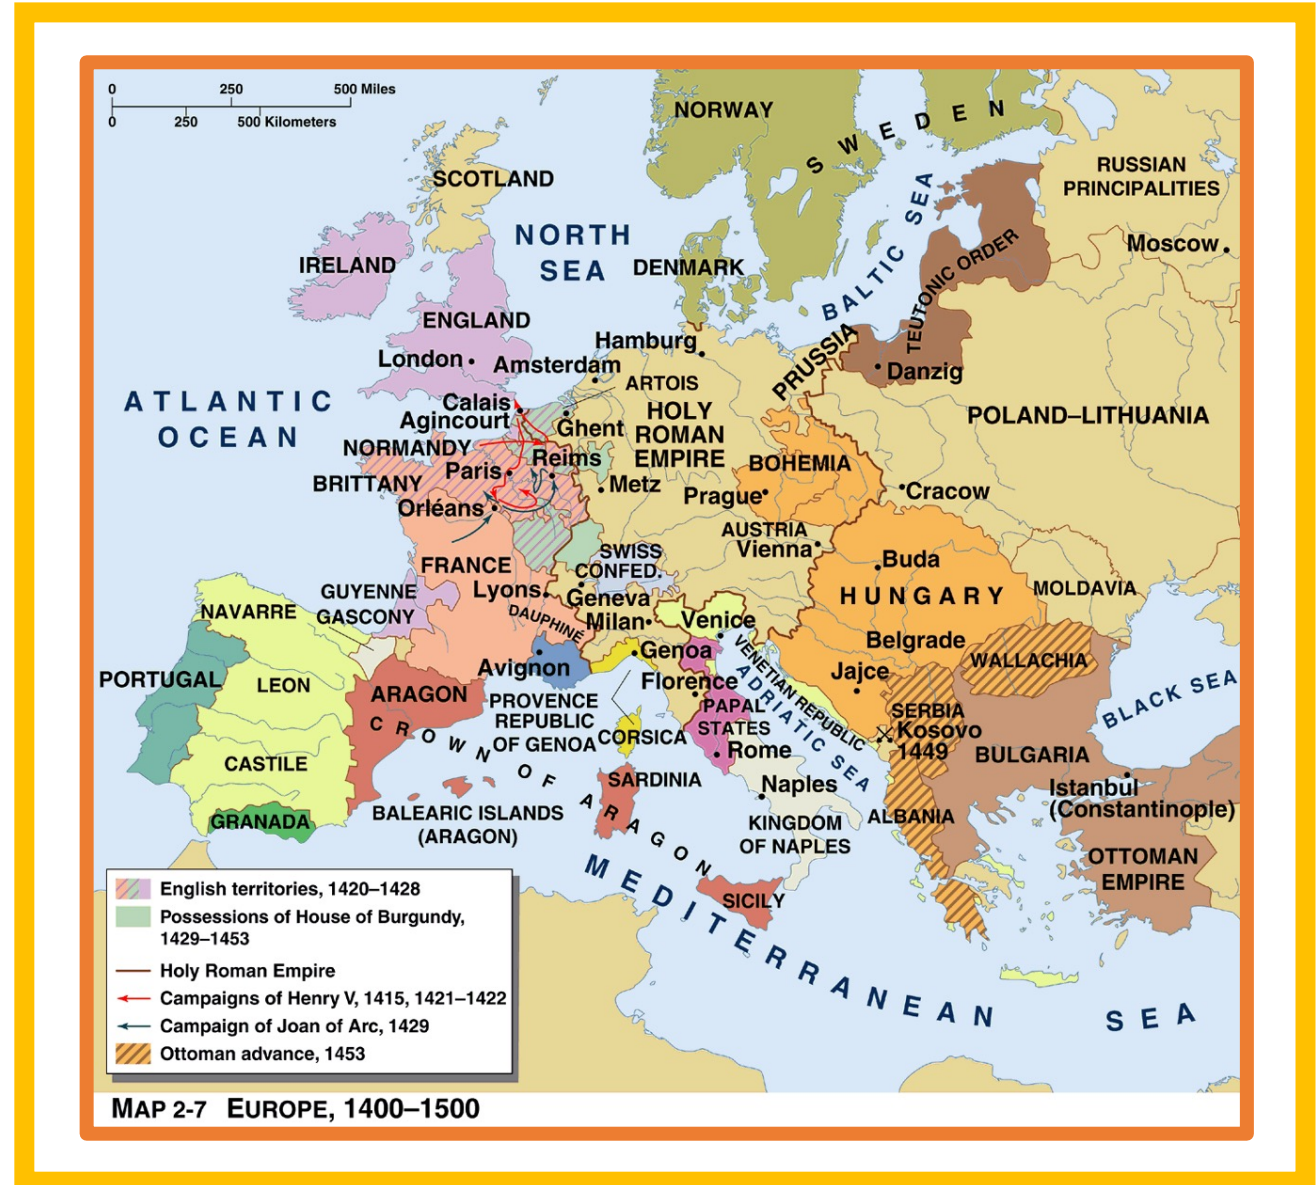 0 250 500 Miles
0 250 500 Kilometers
NORWAY
SWEDEN
SCOTLAND
RUSSIAN
PRINCIPALITIES
NORTH
SEA
BALTIC SEA
Moscow
IRELAND
DENMARK
TEUTONIC ORDER
ENGLAND
Hamburg
London
Amsterdam
PRUSSIA
Danzig
ARTOIS
ATLANTIC
OCEAN
Calais
Agincourt
Ghent
HOLY
ROMAN
EMPIRE
POLAND–LITHUANIA
NORMANDY
Reims
Paris
BOHEMIA
BRITTANY
Metz
Prague
Cracow
Orléans
AUSTRIA
Vienna
SWISS
CONFED.
FRANCE
Buda
GUYENNE
GASCONY
Lyons
Geneva
HUNGARY
MOLDAVIA
NAVARRE
DAUPHINÉ
Milan
Venice
Belgrade
Genoa
VENETIAN REPUBLIC
WALLACHIA
PORTUGAL
LEON
ARAGON
Avignon
Florence
ADRIATIC SEA
Jajce
BLACK SEA
PROVENCE
REPUBLIC
OF GENOA
CORSICA
PAPAL
STATES
SERBIA
Kosovo
1449
CROWN OF ARAGON
Rome
BULGARIA
CASTILE
SARDINIA
Naples
Istanbul
(Constantinople)
GRANADA
BALEARIC ISLANDS
(ARAGON)
KINGDOM
OF NAPLES
ALBANIA
OTTOMAN
EMPIRE
SICILY
MEDITERRANEAN SEA
English territories, 1420–1428
Possessions of House of Burgundy,
1429–1453
Holy Roman Empire
Campaigns of Henry V, 1415, 1421–1422
Campaign of Joan of Arc, 1429
Ottoman advance, 1453
MAP 2-7 EUROPE, 1400–1500